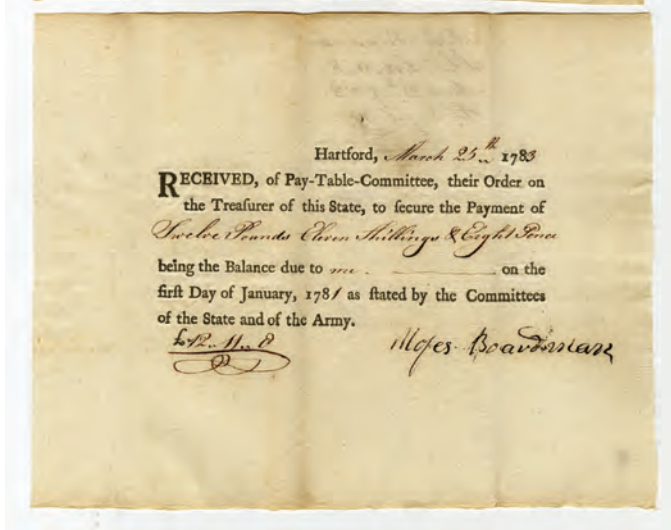 Hartford, March 25th 1783
RECEIVED, of Pay-Table-Committee, their Order on
the Treaſurer of this State, to ſecure the Payment of
Twelve Pounds Eleven Shillings & Eight Pence
being the Balance due to me. on the
firſt Day of January, 1781 as ſtated by the Committees
of the State and of the Army.
£12.. 11.. 8
Moſes Boardman